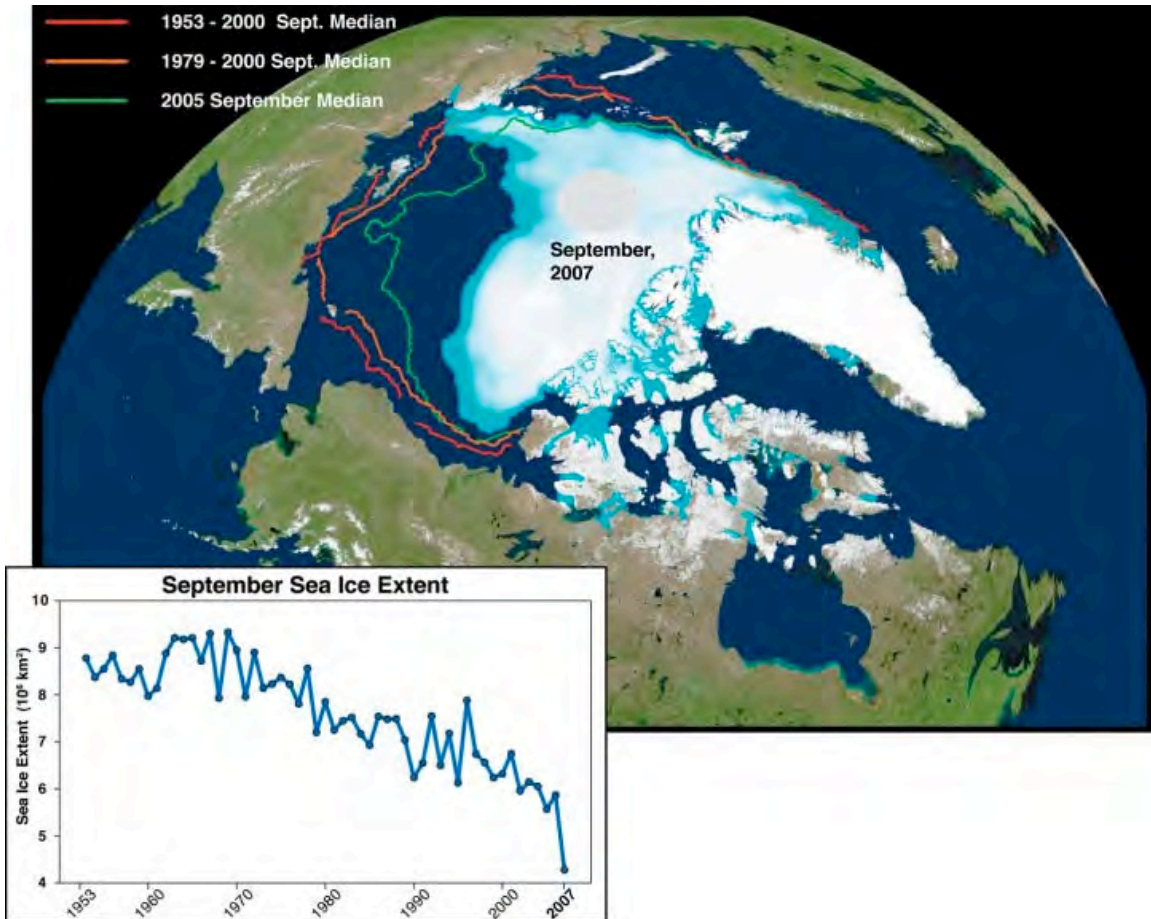 1953 - 2000 Sept. Median
1979 - 2000 Sept. Median
2005 September Median
September,
2007
September Sea Ice Extent
Sea Ice Extent (10⁶ km²)
10
9
8
7
6
5
4
1953
1960
1970
1980
1990
2000
2007